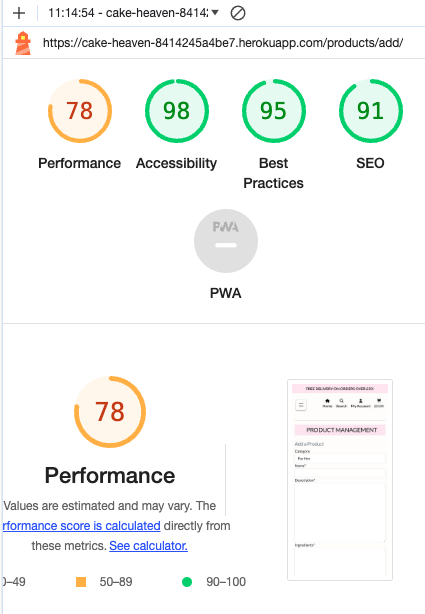 11:14:54 - cake-heaven-8414
https://cake-heaven-8414245a4be7.herokuapp.com/products/add/
78
98
95
91
Performance
Accessibility
Best
Practices
SEO
PWA
PWA
78
Performance
Values are estimated and may vary. The
rformance score is calculated directly from
these metrics. See calculator.
0–49
50–89
90–100
FREE DELIVERY ON ORDERS OVER £50!
Home
Search
My Account
PRODUCT MANAGEMENT
Add a Product
Category
Name*
Description*
Ingredients*